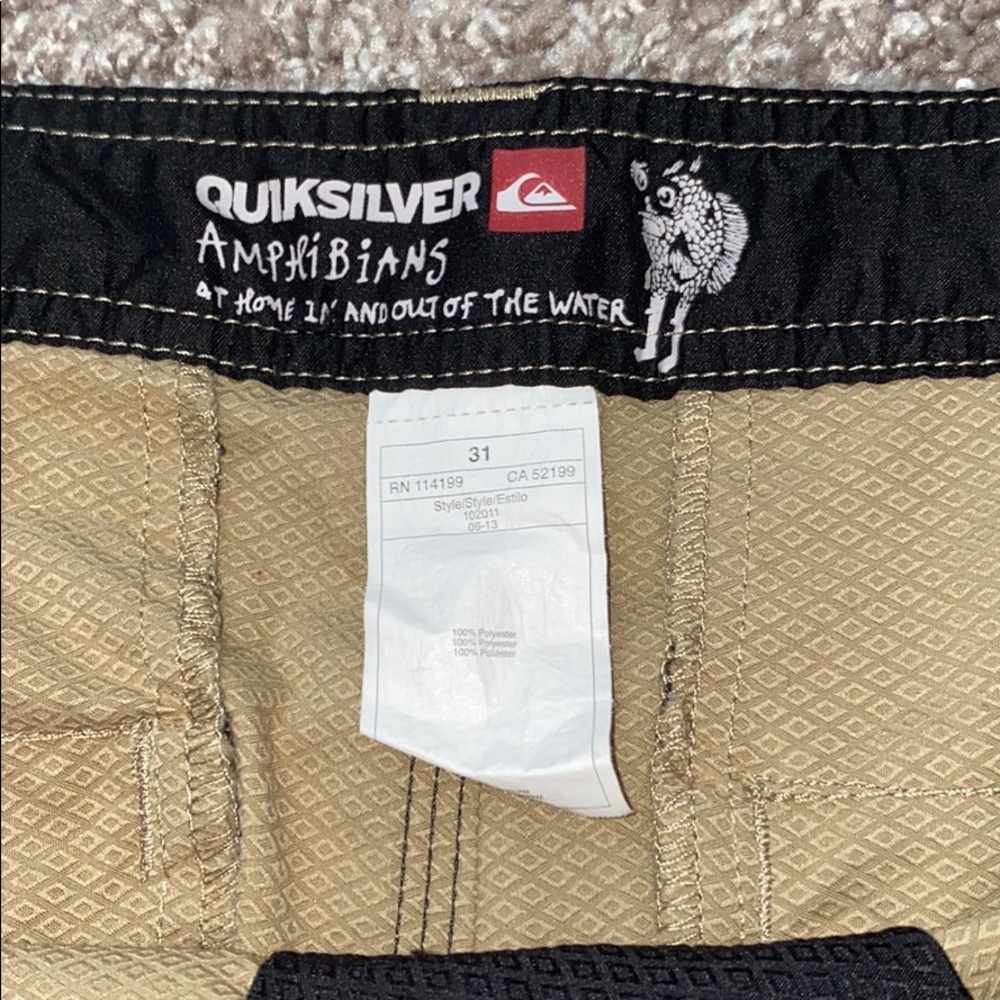 QUIKSILVER
AMPHiBiANS
AT HOME IN AND OUT OF THE WATER
31
RN 114199 CA 52199
Style/Style/Estilo
102011
06-13
100% Polyester
100% Polyester
100% Poliéster